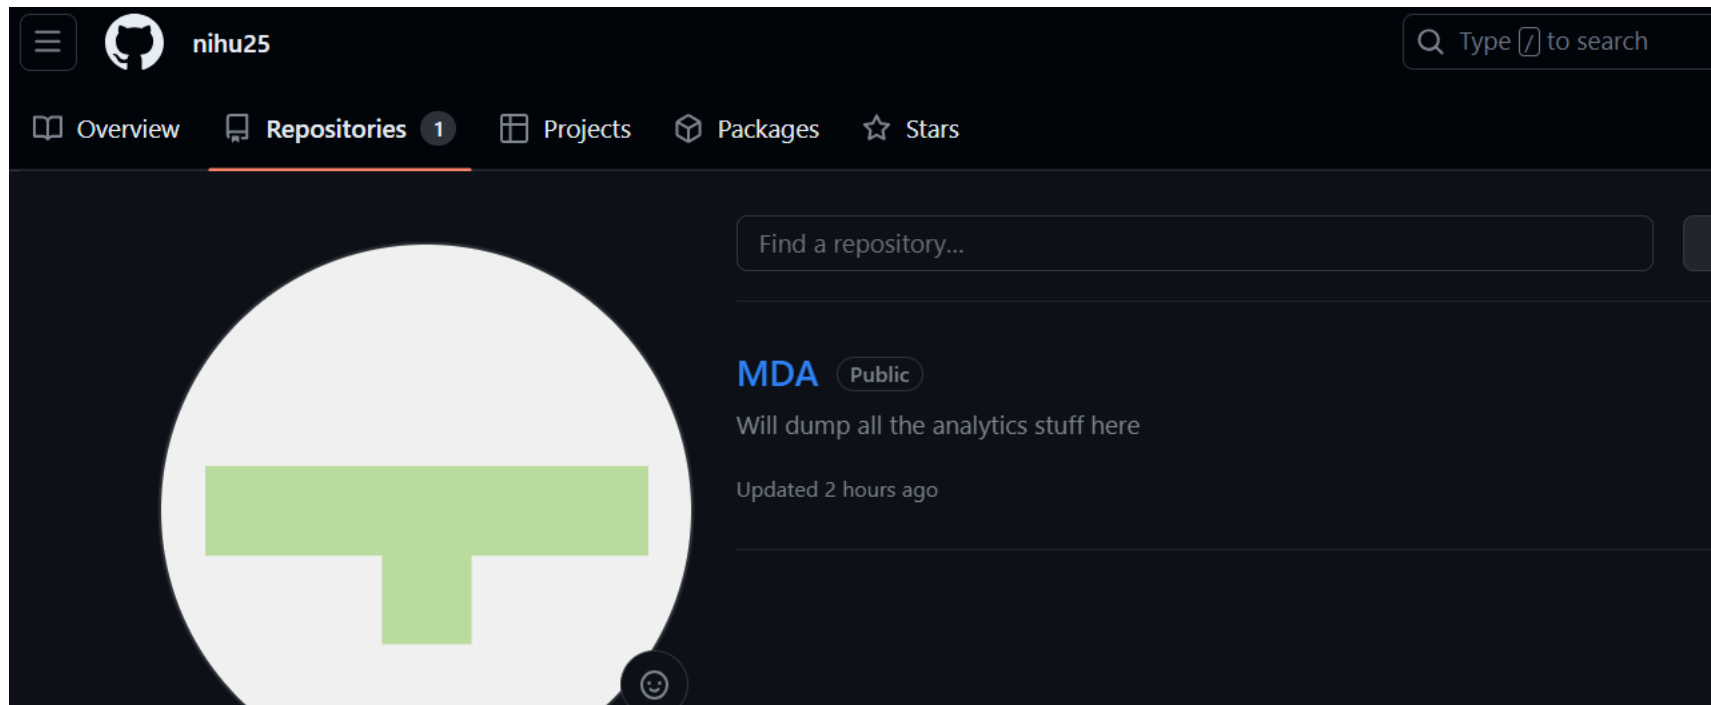 nihu25
Type / to search
Overview Repositories 1 Projects Packages Stars
Find a repository...
MDA Public
Will dump all the analytics stuff here
Updated 2 hours ago